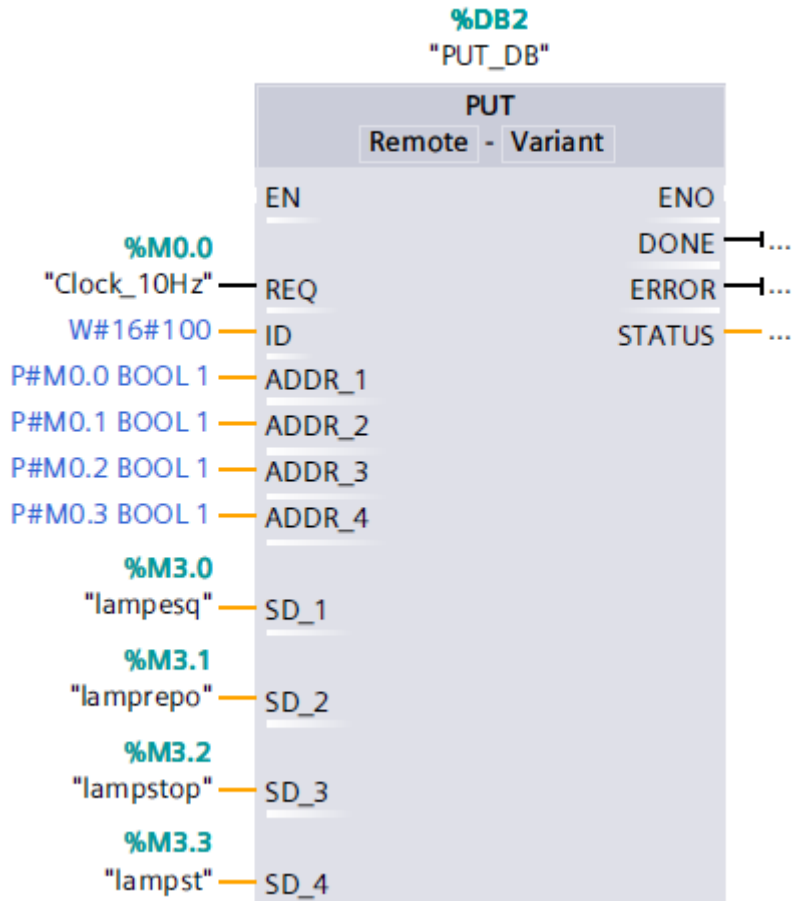 %DB2
"PUT_DB"
PUT
Remote - Variant
EN ENO
DONE ...
%M0.0
"Clock_10Hz" REQ ERROR ...
W#16#100 ID STATUS ...
P#M0.0 BOOL 1 ADDR_1
P#M0.1 BOOL 1 ADDR_2
P#M0.2 BOOL 1 ADDR_3
P#M0.3 BOOL 1 ADDR_4
%M3.0
"lampesq" SD_1
%M3.1
"lamprepo" SD_2
%M3.2
"lampstop" SD_3
%M3.3
"lampst" SD_4